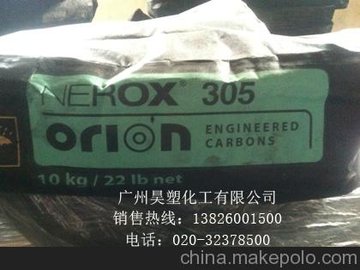 NEROX® 305
orion ENGINEERED CARBONS
10 kg / 22 lb net
广州昊塑化工有限公司
销售热线：13826001500
电话：020-32378500
china.makepolo.com